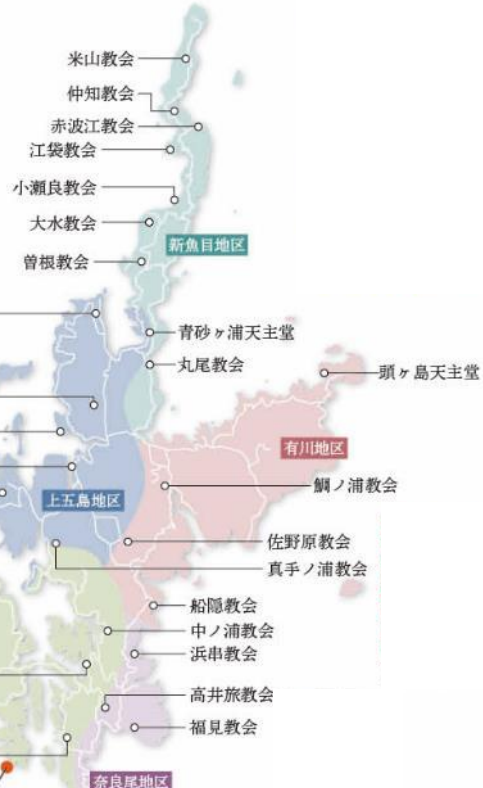 米山教会
仲知教会
赤波江教会
江袋教会
小瀬良教会
大水教会
新魚目地区
曽根教会
青砂ヶ浦天主堂
丸尾教会
頭ヶ島天主堂
有川地区
鯛ノ浦教会
上五島地区
佐野原教会
真手ノ浦教会
船隠教会
中ノ浦教会
浜串教会
高井旅教会
福見教会
奈良尾地区